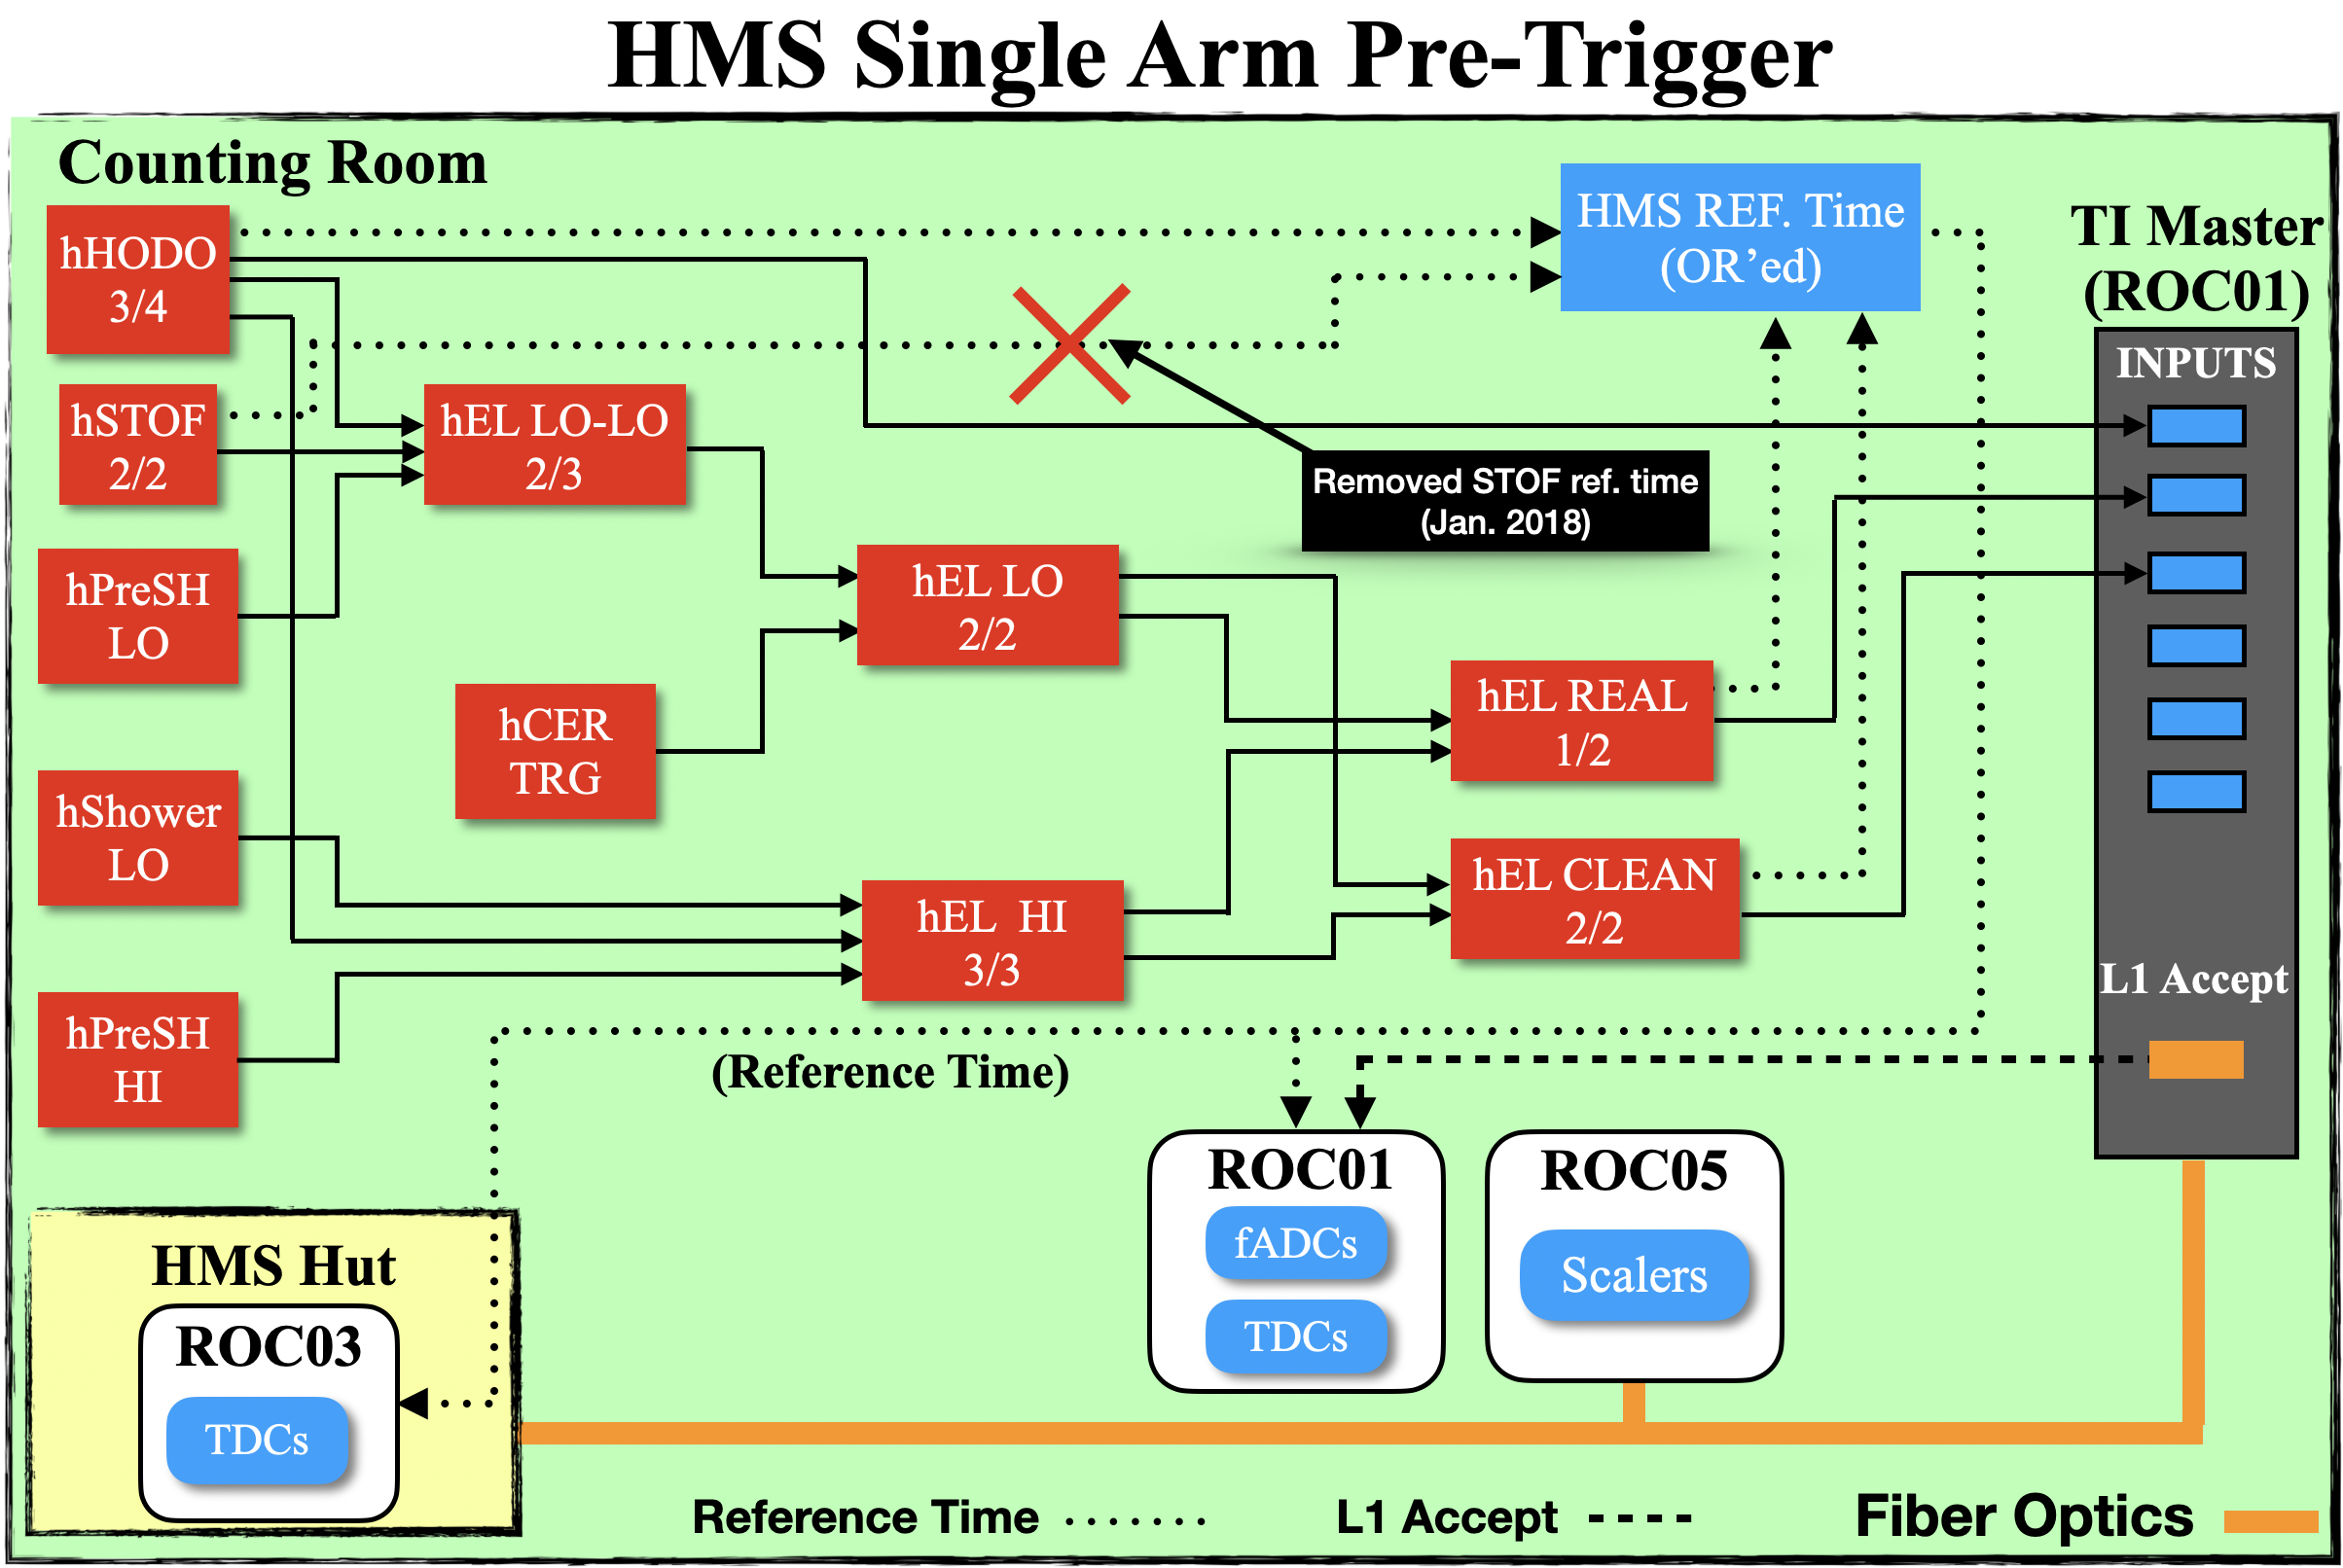 HMS Single Arm Pre-Trigger
Counting Room
hHODO
3/4
HMS REF. Time
(OR'ed)
TI Master
(ROC01)
INPUTS
hSTOF
2/2
hEL LO-LO
2/3
Removed STOF ref. time
(Jan. 2018)
hPreSH
LO
hEL LO
2/2
hCER
TRG
hEL REAL
1/2
hShower
LO
hEL HI
3/3
hEL CLEAN
2/2
L1 Accept
hPreSH
HI
(Reference Time)
ROC01
fADCs
TDCs
ROC05
Scalers
HMS Hut
ROC03
TDCs
Reference Time
L1 Accept
Fiber Optics